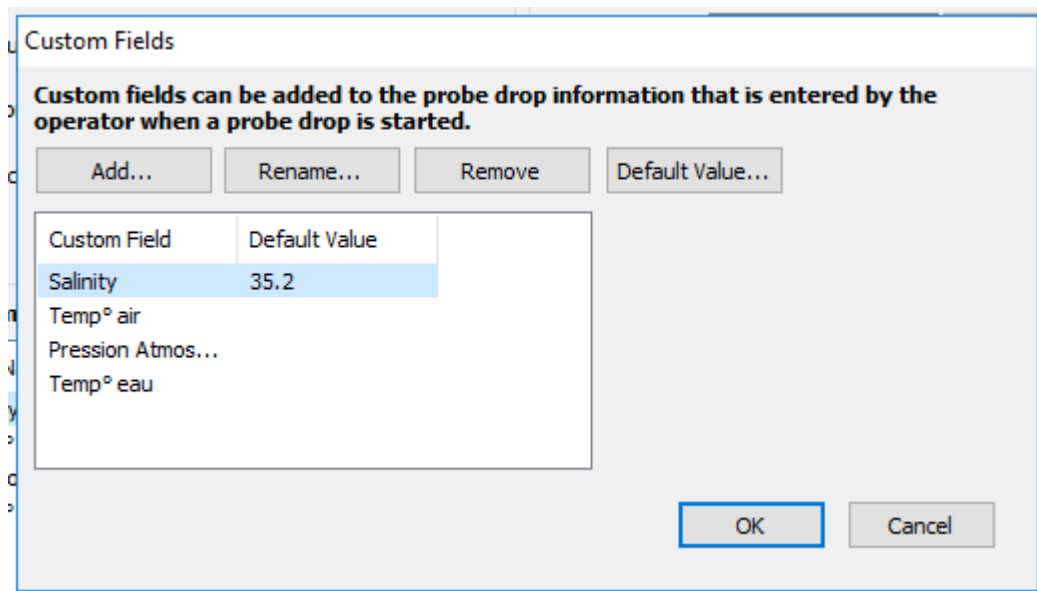 Custom Fields
Custom fields can be added to the probe drop information that is entered by the
operator when a probe drop is started.
Add... Rename... Remove Default Value...
Custom Field Default Value
Salinity 35.2
Temp° air
Pression Atmos...
Temp° eau
OK Cancel